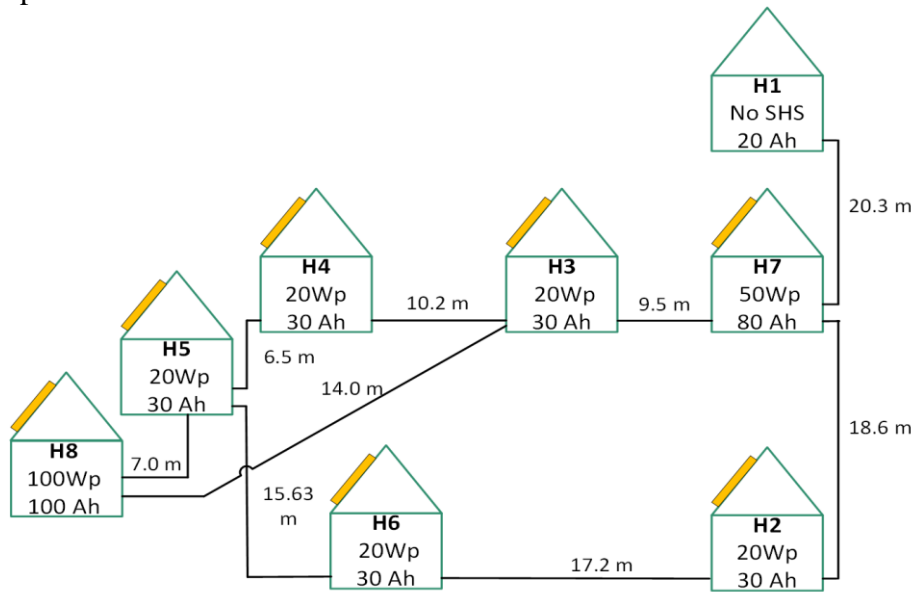 H1
No SHS
20 Ah
20.3 m
H4
20Wp
30 Ah
10.2 m
H3
20Wp
30 Ah
9.5 m
H7
50Wp
80 Ah
H5
20Wp
30 Ah
6.5 m
14.0 m
18.6 m
H8
100Wp
100 Ah
7.0 m
15.63
m
H6
20Wp
30 Ah
17.2 m
H2
20Wp
30 Ah